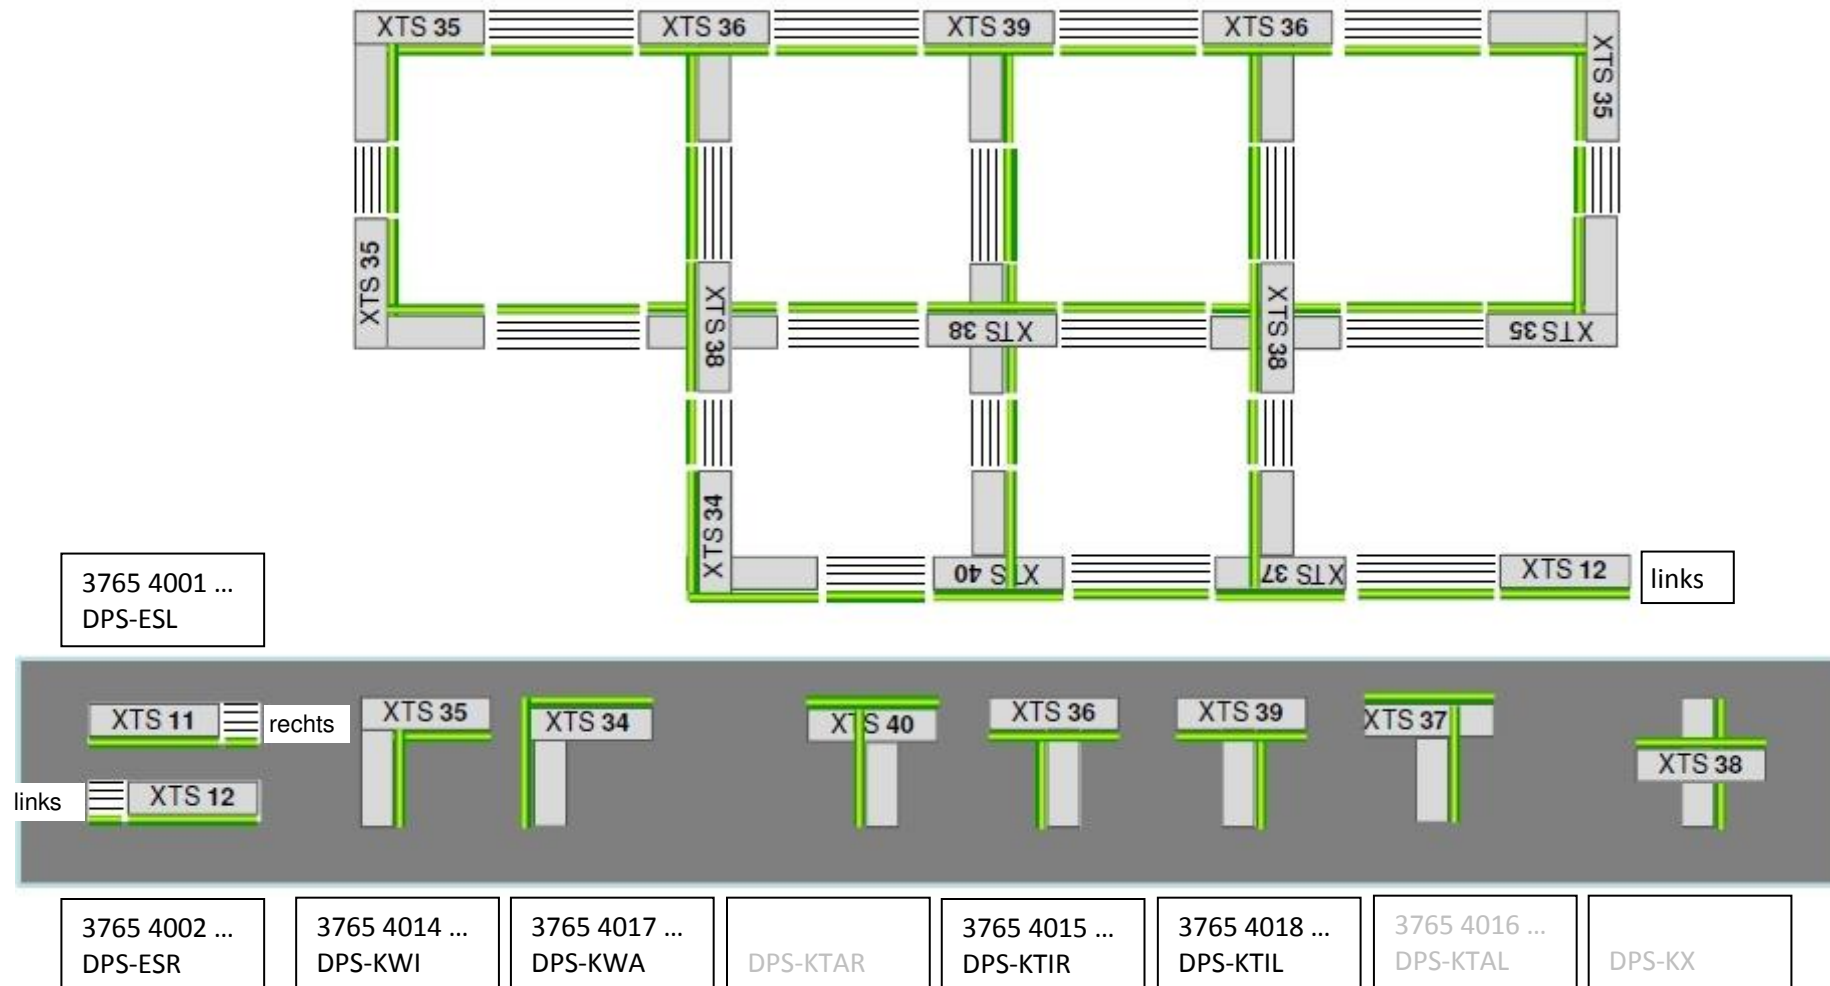 XTS 35
XTS 36
XTS 39
XTS 36
XTS 35
XTS 35
XTS 38
XTS 38
XTS 38
XTS 35
XTS 34
XTS 40
XTS 37
XTS 12
links
3765 4001 ...
DPS-ESL
XTS 11
rechts
XTS 35
XTS 34
XTS 40
XTS 36
XTS 39
XTS 37
XTS 38
links
XTS 12
3765 4002 ...
DPS-ESR
3765 4014 ...
DPS-KWI
3765 4017 ...
DPS-KWA
DPS-KTAR
3765 4015 ...
DPS-KTIR
3765 4018 ...
DPS-KTIL
3765 4016 ...
DPS-KTAL
DPS-KX